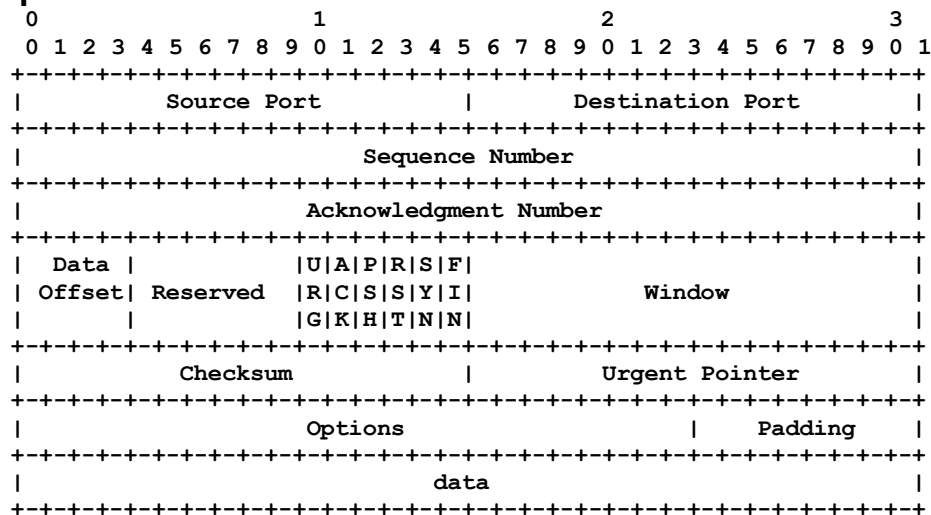 0                   1                   2                   3
 0 1 2 3 4 5 6 7 8 9 0 1 2 3 4 5 6 7 8 9 0 1 2 3 4 5 6 7 8 9 0 1
+-+-+-+-+-+-+-+-+-+-+-+-+-+-+-+-+-+-+-+-+-+-+-+-+-+-+-+-+-+-+-+-+
|          Source Port          |       Destination Port        |
+-+-+-+-+-+-+-+-+-+-+-+-+-+-+-+-+-+-+-+-+-+-+-+-+-+-+-+-+-+-+-+-+
|                        Sequence Number                        |
+-+-+-+-+-+-+-+-+-+-+-+-+-+-+-+-+-+-+-+-+-+-+-+-+-+-+-+-+-+-+-+-+
|                    Acknowledgment Number                      |
+-+-+-+-+-+-+-+-+-+-+-+-+-+-+-+-+-+-+-+-+-+-+-+-+-+-+-+-+-+-+-+-+
|  Data |           |U|A|P|R|S|F|                               |
| Offset| Reserved  |R|C|S|S|Y|I|            Window             |
|       |           |G|K|H|T|N|N|                               |
+-+-+-+-+-+-+-+-+-+-+-+-+-+-+-+-+-+-+-+-+-+-+-+-+-+-+-+-+-+-+-+-+
|           Checksum            |         Urgent Pointer        |
+-+-+-+-+-+-+-+-+-+-+-+-+-+-+-+-+-+-+-+-+-+-+-+-+-+-+-+-+-+-+-+-+
|                    Options                    |    Padding    |
+-+-+-+-+-+-+-+-+-+-+-+-+-+-+-+-+-+-+-+-+-+-+-+-+-+-+-+-+-+-+-+-+
|                             data                              |
+-+-+-+-+-+-+-+-+-+-+-+-+-+-+-+-+-+-+-+-+-+-+-+-+-+-+-+-+-+-+-+-+